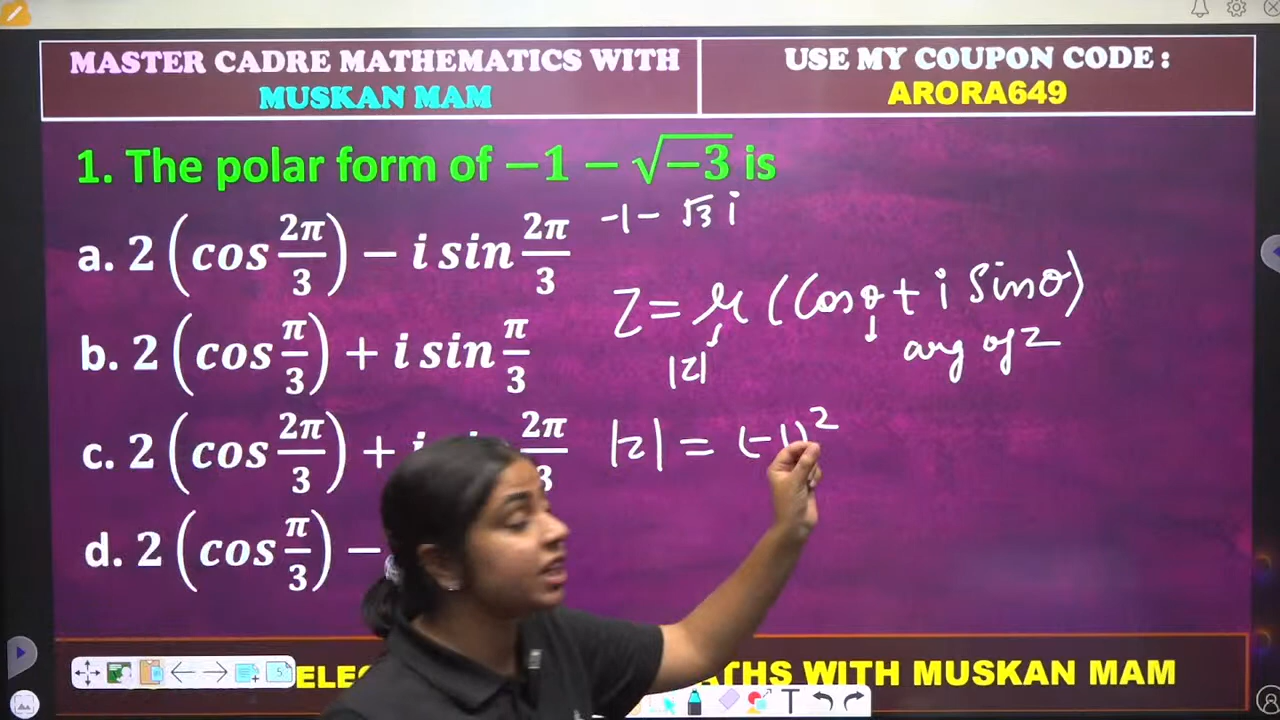 MASTER CADRE MATHEMATICS WITH
MUSKAN MAM
USE MY COUPON CODE :
ARORA649
1. The polar form of −1 − √−3 is
a. 2 (cos 2π/3) − i sin 2π/3
b. 2 (cos π/3) + i sin π/3
c. 2 (cos 2π/3) + 2π/3
d. 2 (cos π/3) −
-1 - √3 i
Z = r (Cosθ + i Sinθ)
|z|
arg of z
|z| = (-1)²
WITH MUSKAN MAM